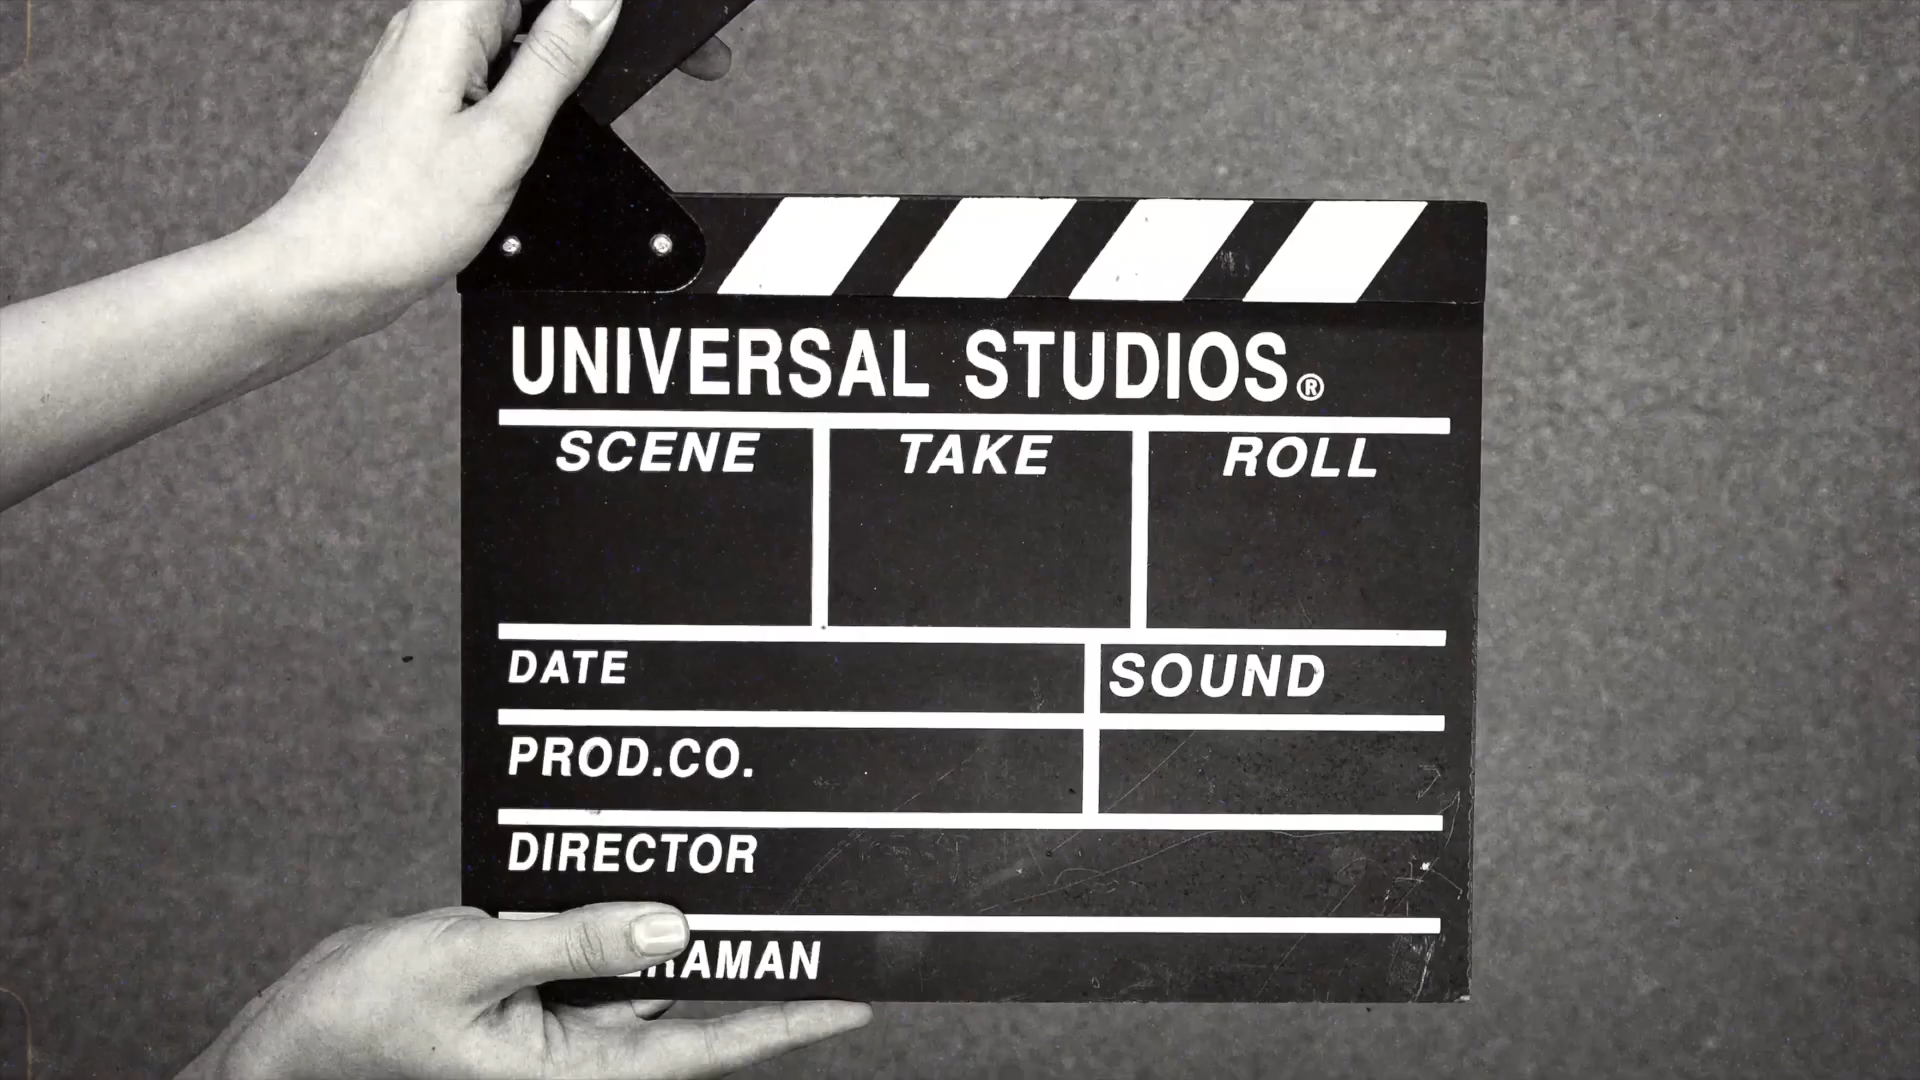 UNIVERSAL STUDIOS®
SCENE TAKE ROLL
DATE SOUND
PROD.CO.
DIRECTOR